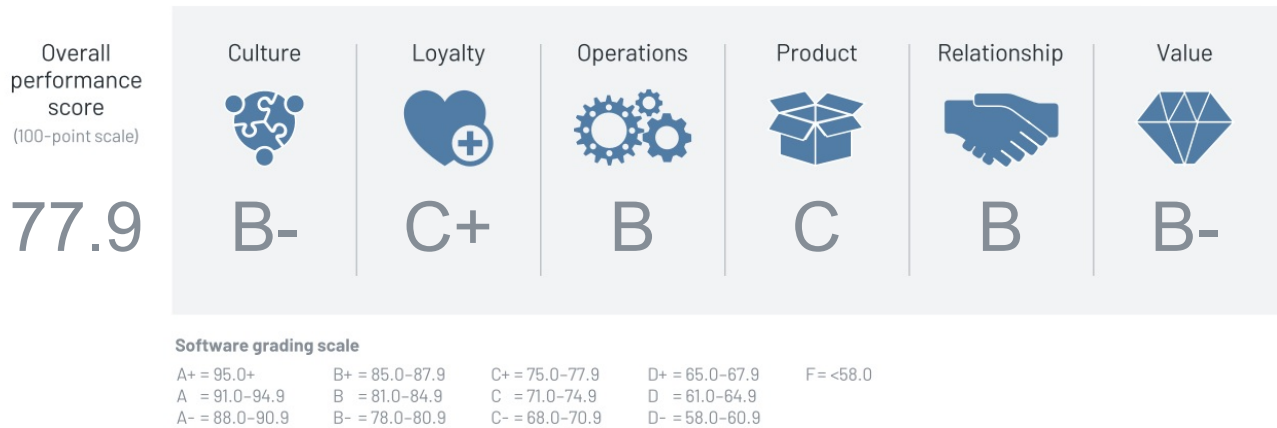 Overall
performance
score
(100-point scale)
77.9
Culture
B-
Loyalty
C+
Operations
B
Product
C
Relationship
B
Value
B-
Software grading scale
A+ = 95.0+
A = 91.0–94.9
A- = 88.0–90.9
B+ = 85.0–87.9
B = 81.0–84.9
B- = 78.0–80.9
C+ = 75.0–77.9
C = 71.0–74.9
C- = 68.0–70.9
D+ = 65.0–67.9
D = 61.0–64.9
D- = 58.0–60.9
F = <58.0